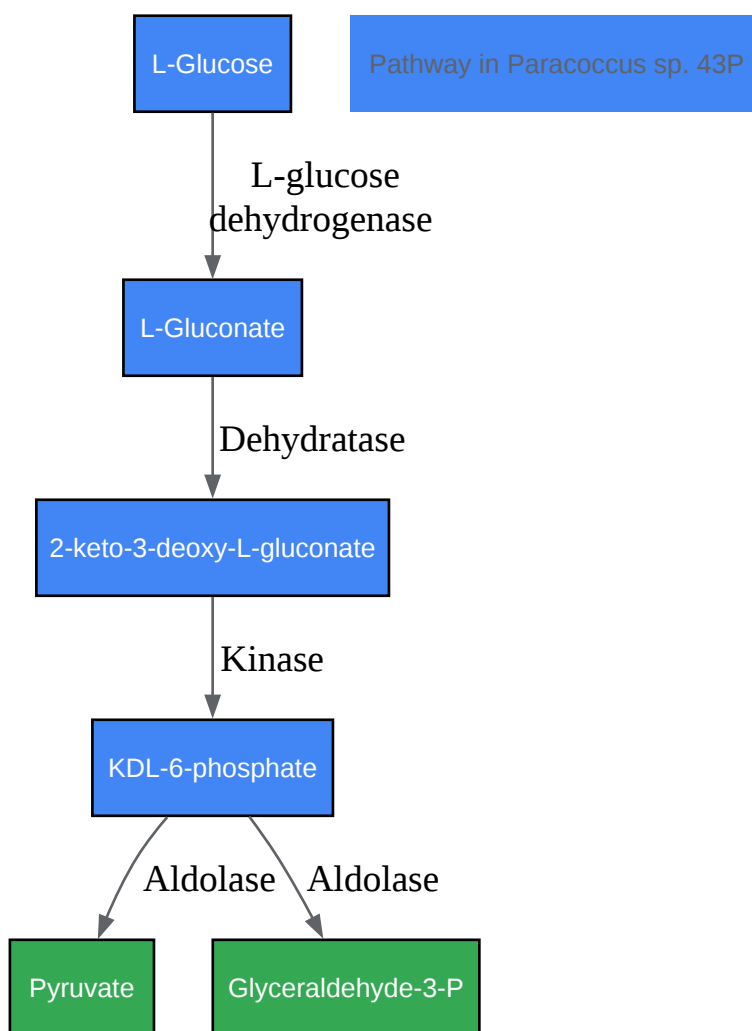 L-Glucose
Pathway in Paracoccus sp. 43P
L-glucose
dehydrogenase
L-Gluconate
Dehydratase
2-keto-3-deoxy-L-gluconate
Kinase
KDL-6-phosphate
Aldolase
Aldolase
Pyruvate
Glyceraldehyde-3-P